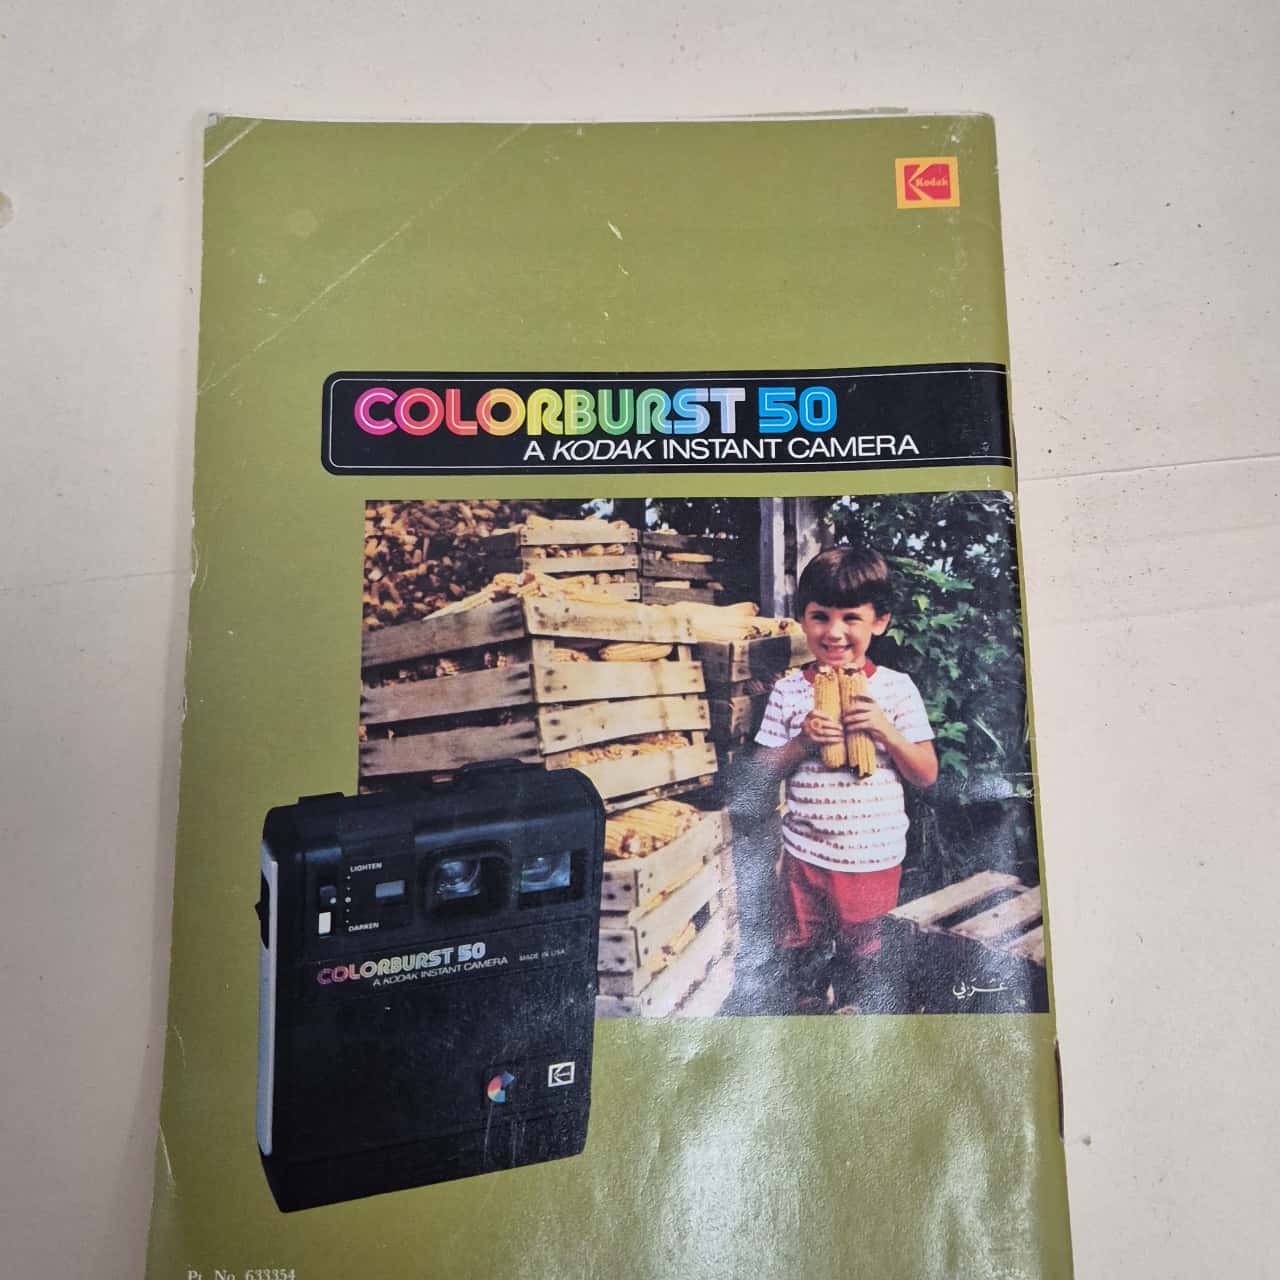 Kodak
COLORBURST 50
A KODAK INSTANT CAMERA
LIGHTEN
DARKEN
COLORBURST 50
A KODAK INSTANT CAMERA
MADE IN USA
عربي
Pt. No. 633354